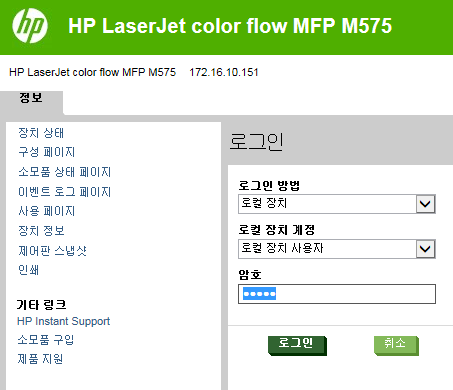 hp HP LaserJet color flow MFP M575
HP LaserJet color flow MFP M575 172.16.10.151
정보
장치 상태
구성 페이지
소모품 상태 페이지
이벤트 로그 페이지
사용 페이지
장치 정보
제어판 스냅샷
인쇄
기타 링크
HP Instant Support
소모품 구입
제품 지원
로그인
로그인 방법
로컬 장치
로컬 장치 계정
로컬 장치 사용자
암호
●●●●●
로그인 취소